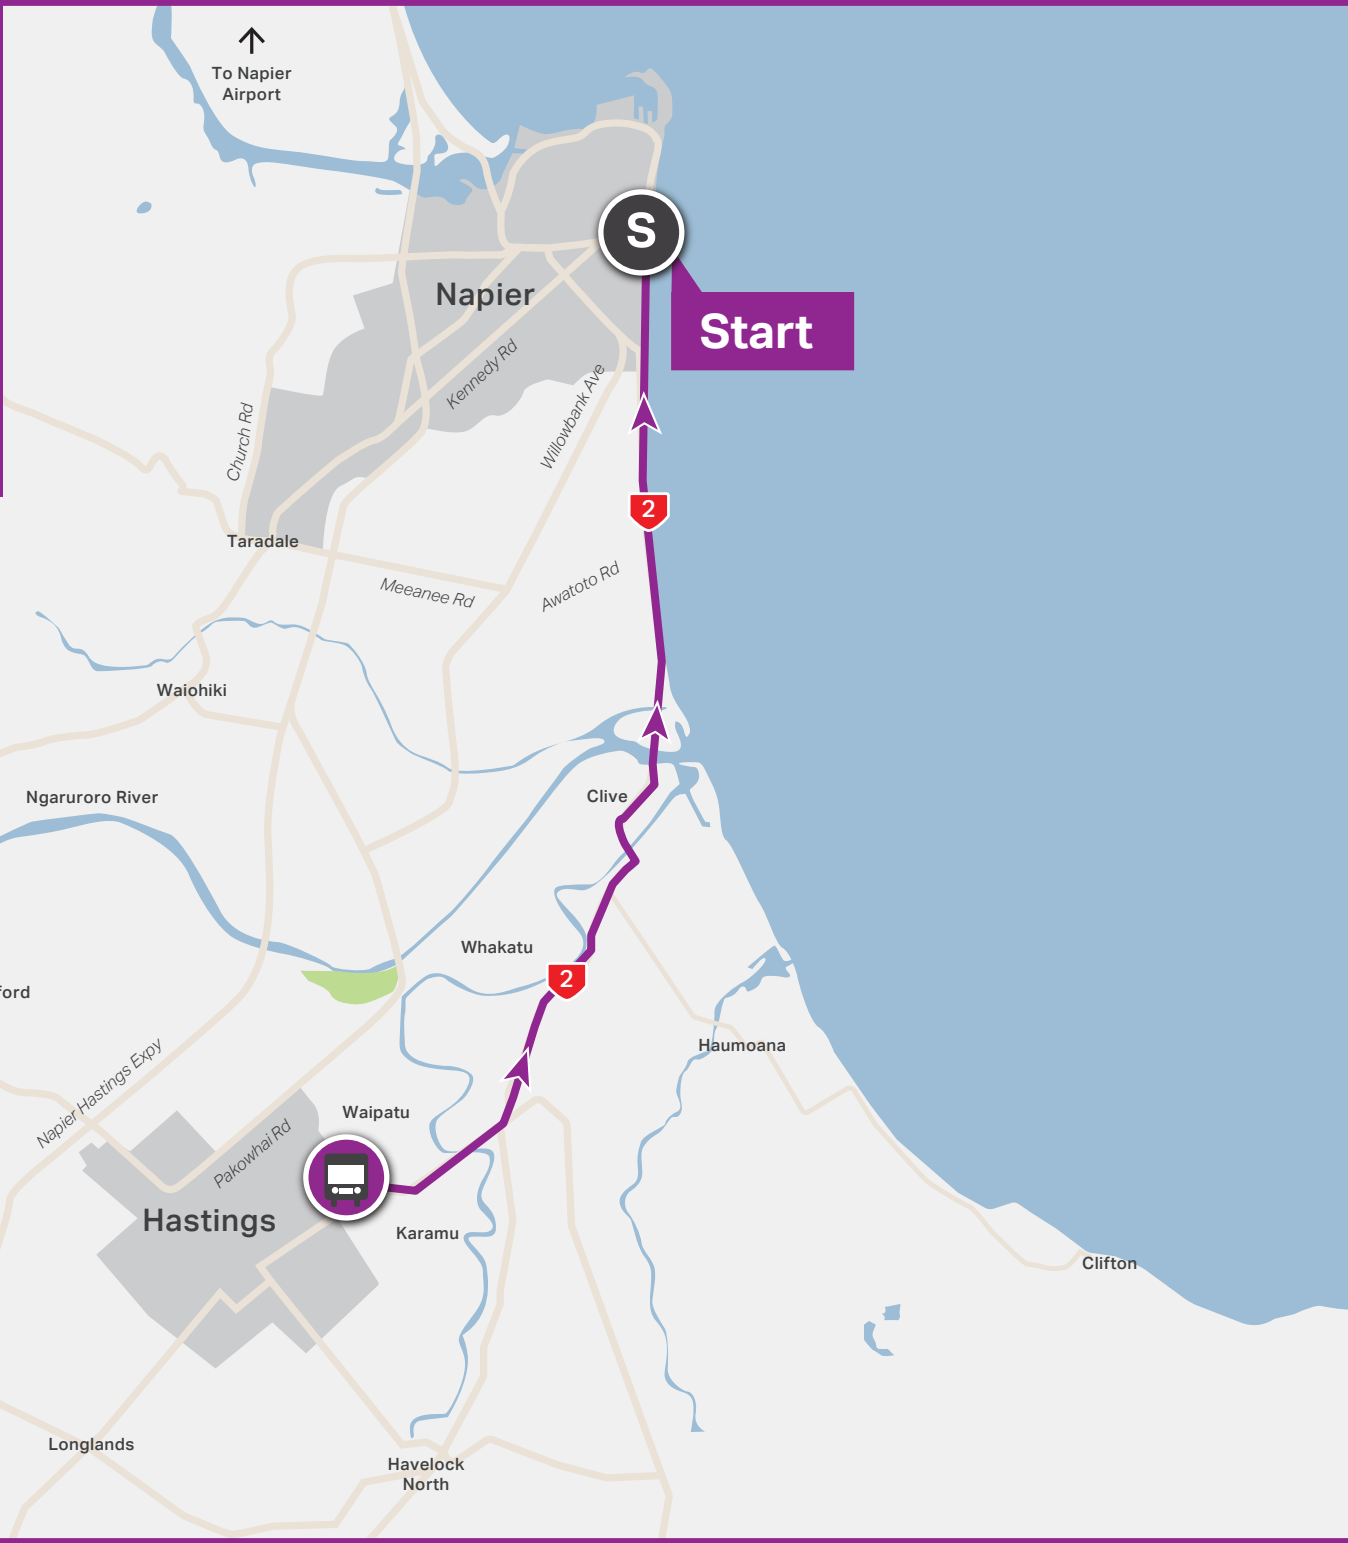 To Napier
Airport
S
Start
Napier
Kennedy Rd
Willowbank Ave
Church Rd
2
Taradale
Meeanee Rd
Awatoto Rd
Waiohiki
Ngaruroro River
Clive
Whakatu
2
ford
Haumoana
Napier Hastings Expy
Waipatu
Pakowhai Rd
Hastings
Karamu
Clifton
Longlands
Havelock
North